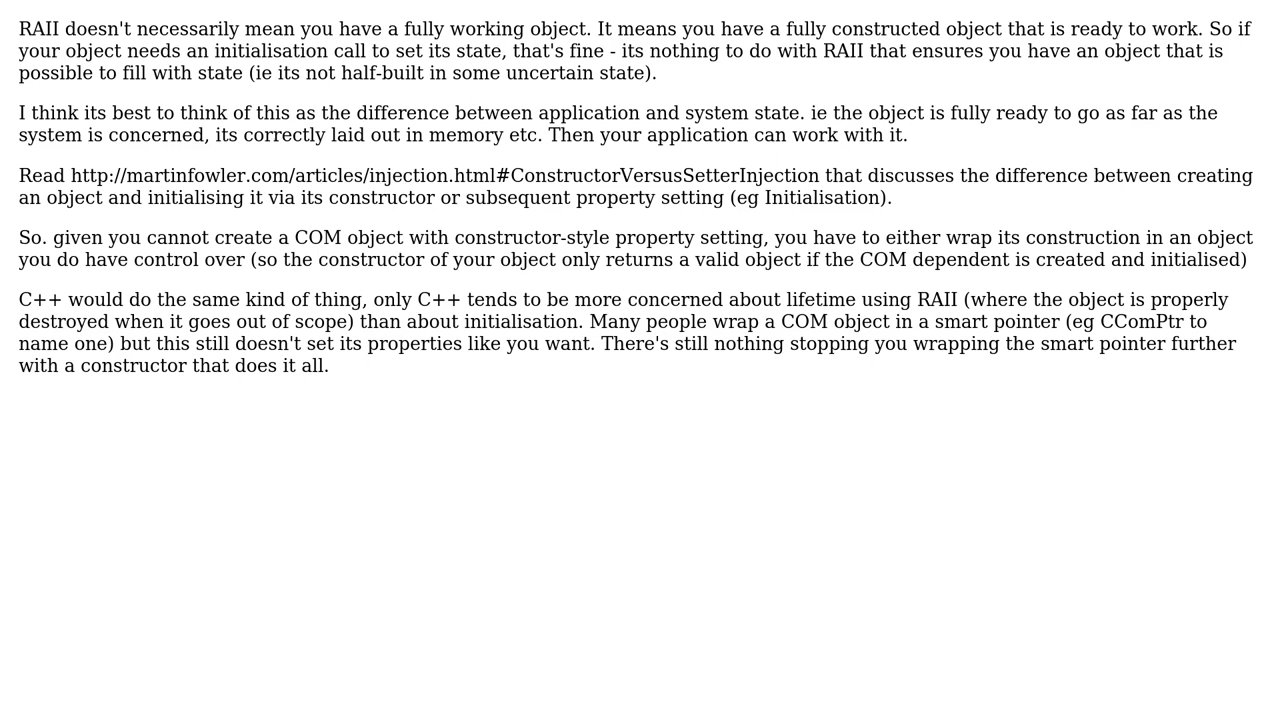 RAII doesn't necessarily mean you have a fully working object. It means you have a fully constructed object that is ready to work. So if
your object needs an initialisation call to set its state, that's fine - its nothing to do with RAII that ensures you have an object that is
possible to fill with state (ie its not half-built in some uncertain state).
I think its best to think of this as the difference between application and system state. ie the object is fully ready to go as far as the
system is concerned, its correctly laid out in memory etc. Then your application can work with it.
Read http://martinfowler.com/articles/injection.html#ConstructorVersusSetterInjection that discusses the difference between creating
an object and initialising it via its constructor or subsequent property setting (eg Initialisation).
So. given you cannot create a COM object with constructor-style property setting, you have to either wrap its construction in an object
you do have control over (so the constructor of your object only returns a valid object if the COM dependent is created and initialised)
C++ would do the same kind of thing, only C++ tends to be more concerned about lifetime using RAII (where the object is properly
destroyed when it goes out of scope) than about initialisation. Many people wrap a COM object in a smart pointer (eg CComPtr to
name one) but this still doesn't set its properties like you want. There's still nothing stopping you wrapping the smart pointer further
with a constructor that does it all.